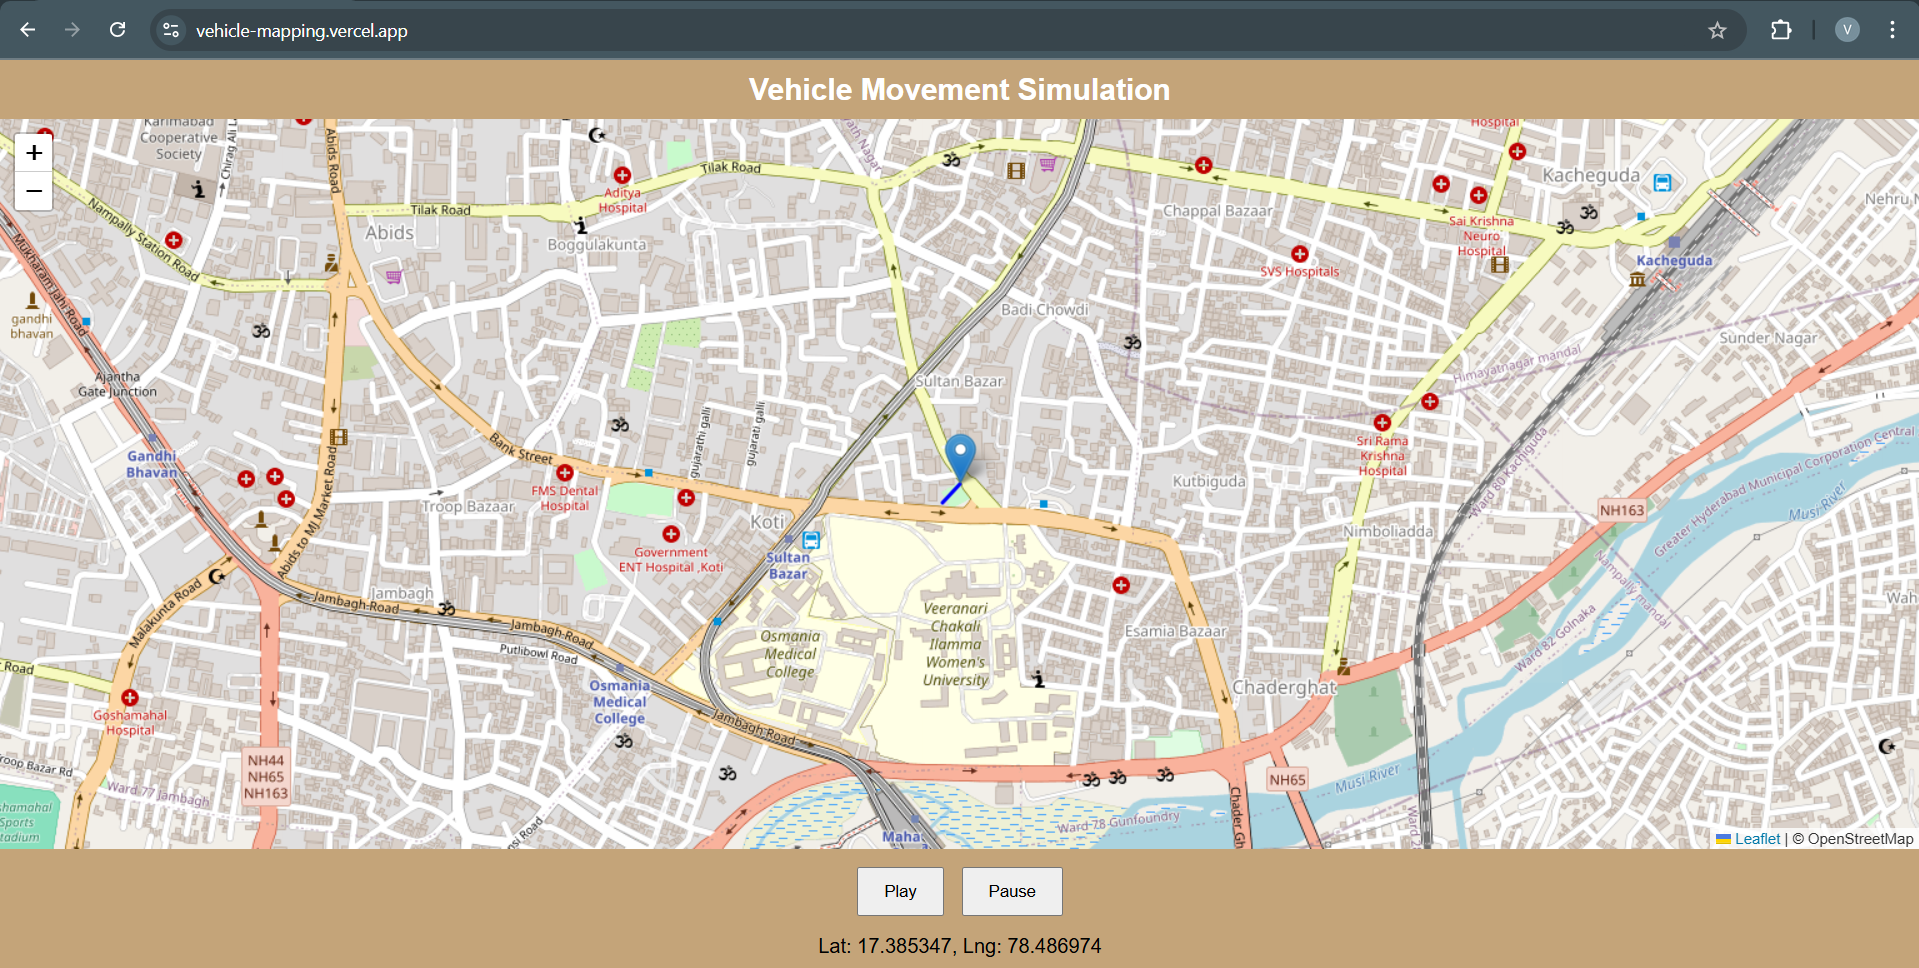 vehicle-mapping.vercel.app
V
Vehicle Movement Simulation
+
−
Karimabad
Cooperative
Society
Chirag Ali
Abids Road
Aditya
Hospital
Tilak Road
Tilak Road
Nampally Station Road
Abids
Boggulakunta
Mukharam Jahi Road
gandhi
bhavan
Ajantha
Gate Junction
Gandhi
Bhavan
Bank Street
gujarathi galli
gujarati galli
Abids to MJ Market Road
FMS Dental
Hospital
Troop Bazaar
Government
ENT Hospital ,Koti
Koti
Sultan
Bazar
Sultan Bazar
Badi Chowdi
Chappal Bazaar
Hospital
Kacheguda
Nehru
Sai Krishna
Neuro
Hospital
SVS Hospitals
Kacheguda
Sunder Nagar
Himayatnagar mandal
Sri Rama
Krishna
Hospital
Kutbiguda
Ward 80 Kachiguda
Greater Hyderabad Municipal Corporation Central
Musi River
NH163
Nimboliadda
Nampally mandal
Ward 82 Golnaka
Wah
Esamia Bazaar
Chaderghat
Veeranari
Chakali
Ilamma
Women's
University
Osmania
Medical
College
Jambagh
Jambagh Road
Jambagh Road
Putlibowl Road
Malakunta Road
Road
Goshamahal
Hospital
Osmania
Medical
College
Jambagh Road
NH44
NH65
NH163
Troop Bazar Rd
Ward 77 Jambagh
shamahal
Sports
tadium
Road
Maha
Ward 78 Gunfoundry
Chader Gh
NH65
Musi River
Ward
Leaflet | © OpenStreetMap
Play
Pause
Lat: 17.385347, Lng: 78.486974